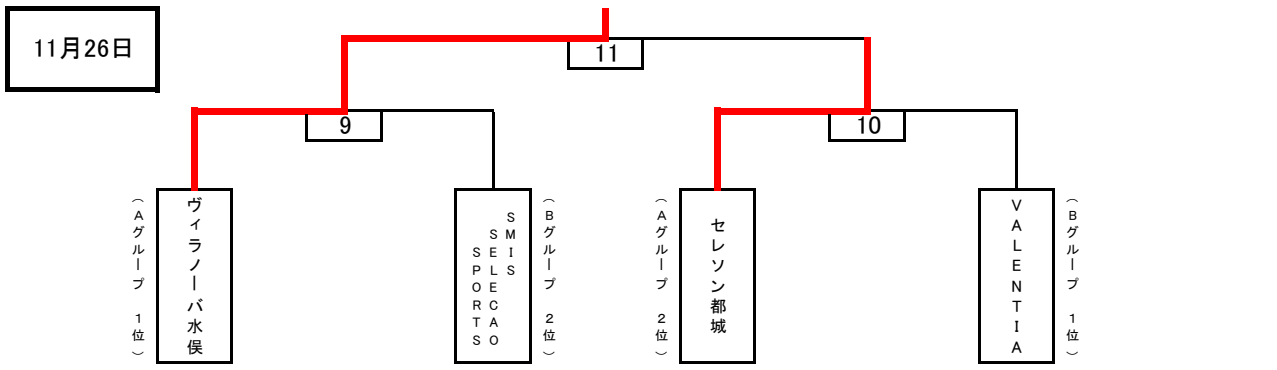 11月26日
11
9
10
（Aグループ　1位）
ヴィラノーバ水俣
SMIS
SELECAO
SPORTS
（Bグループ　2位）
（Aグループ　2位）
セレソン都城
VALENTIA
（Bグループ　1位）